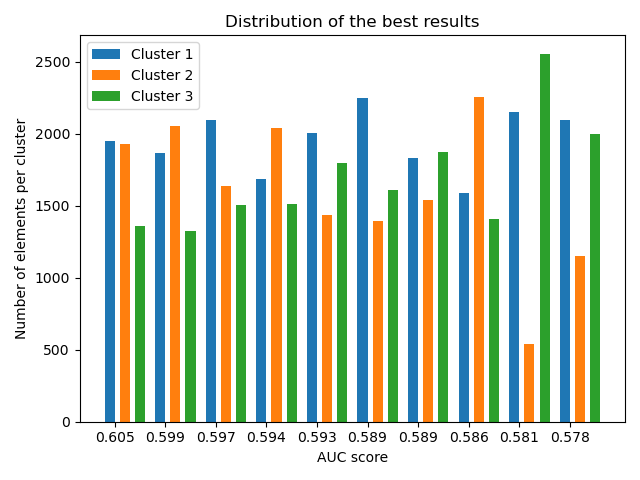 Distribution of the best results
Cluster 1
Cluster 2
Cluster 3
Number of elements per cluster
2500
2000
1500
1000
500
0
0.605 0.599 0.597 0.594 0.593 0.589 0.589 0.586 0.581 0.578
AUC score